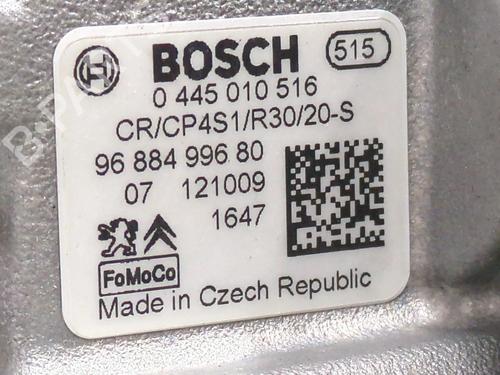 BOSCH 515
0 445 010 516
CR/CP4S1/R30/20-S
96 884 996 80
07 121009
1647
FoMoCo
Made in Czech Republic